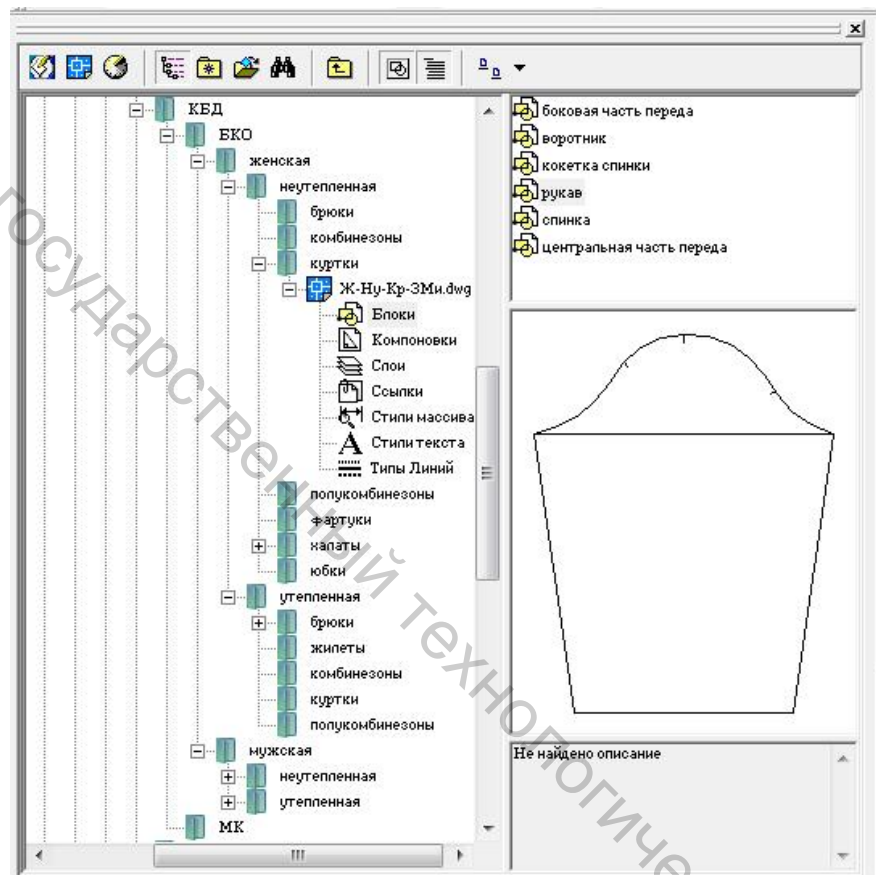 КБД
БКО
женская
неутепленная
брюки
комбинезоны
куртки
Ж-Ну-Кр-ЗМи.dwg
Блоки
Компоновки
Слои
Ссылки
Стили массива
Стили текста
Типы Линий
полукомбинезоны
фартуки
халаты
юбки
утепленная
брюки
жилеты
комбинезоны
куртки
полукомбинезоны
мужская
неутепленная
утепленная
МК
боковая часть переда
воротник
кокетка спинки
рукав
спинка
центральная часть переда
Не найдено описание
государственный технологиче